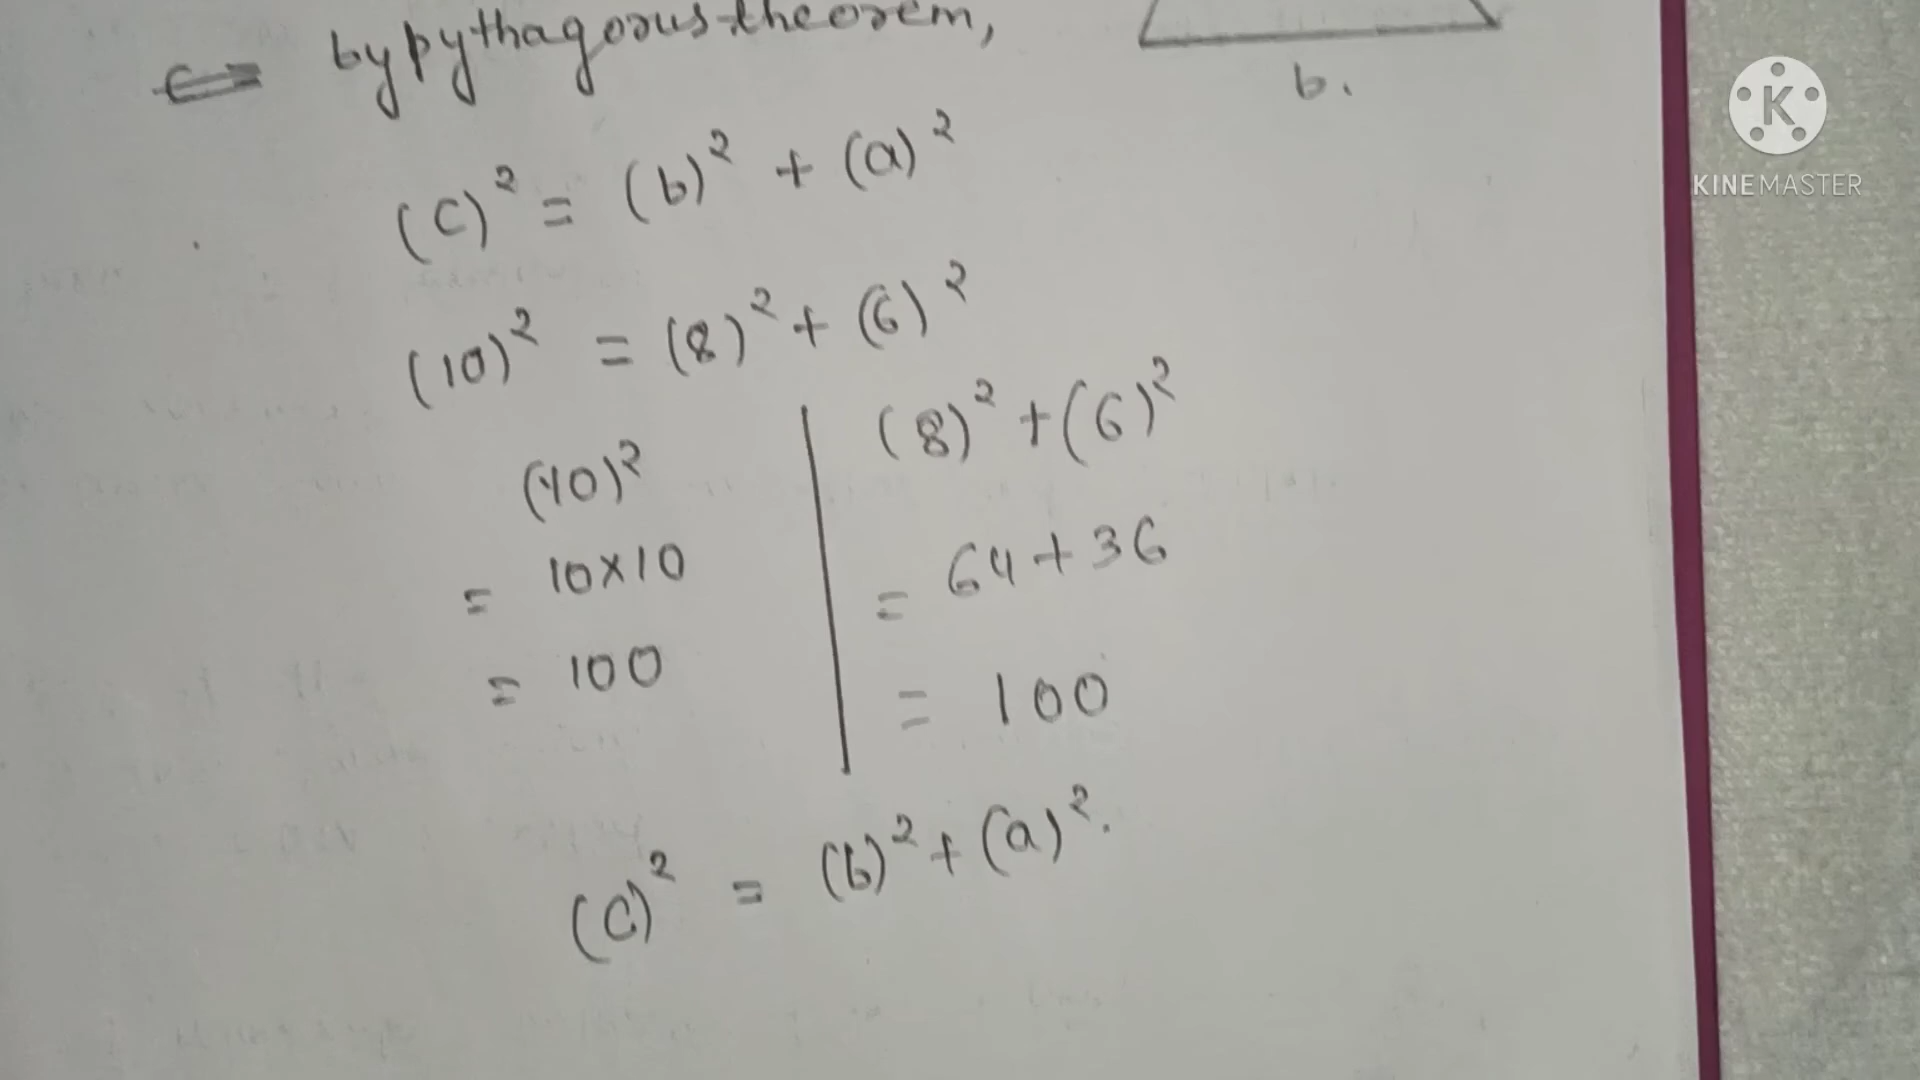 by pythagorus theorem,
b.
(c)² = (b)² + (a)²
(10)² = (8)² + (6)²
(10)²
= 10×10
= 100
(8)² + (6)²
= 64 + 36
= 100
(c)² = (b)² + (a)².
K
KINEMASTER